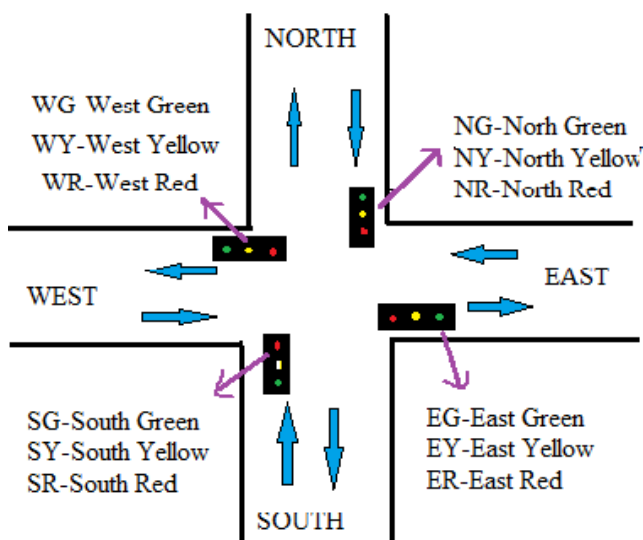 NORTH
WG West Green
WY-West Yellow
WR-West Red
NG-Norh Green
NY-North Yellow
NR-North Red
WEST
EAST
SG-South Green
SY-South Yellow
SR-South Red
EG-East Green
EY-East Yellow
ER-East Red
SOUTH